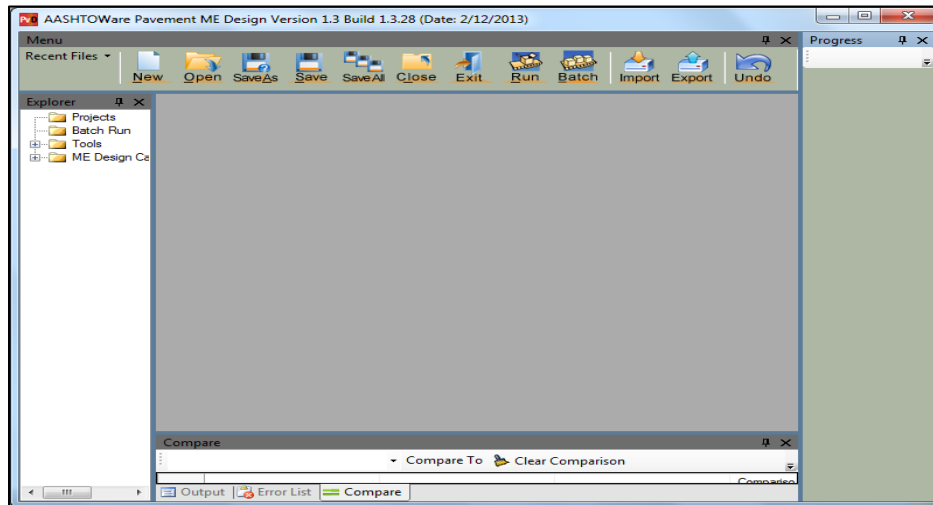 PvD AASHTOWare Pavement ME Design Version 1.3 Build 1.3.28 (Date: 2/12/2013)
Menu
Recent Files
New Open SaveAs Save SaveAll Close Exit Run Batch Import Export Undo
Progress
Explorer
Projects
Batch Run
Tools
ME Design Ca
Compare
Compare To Clear Comparison
Compariso
Output Error List Compare